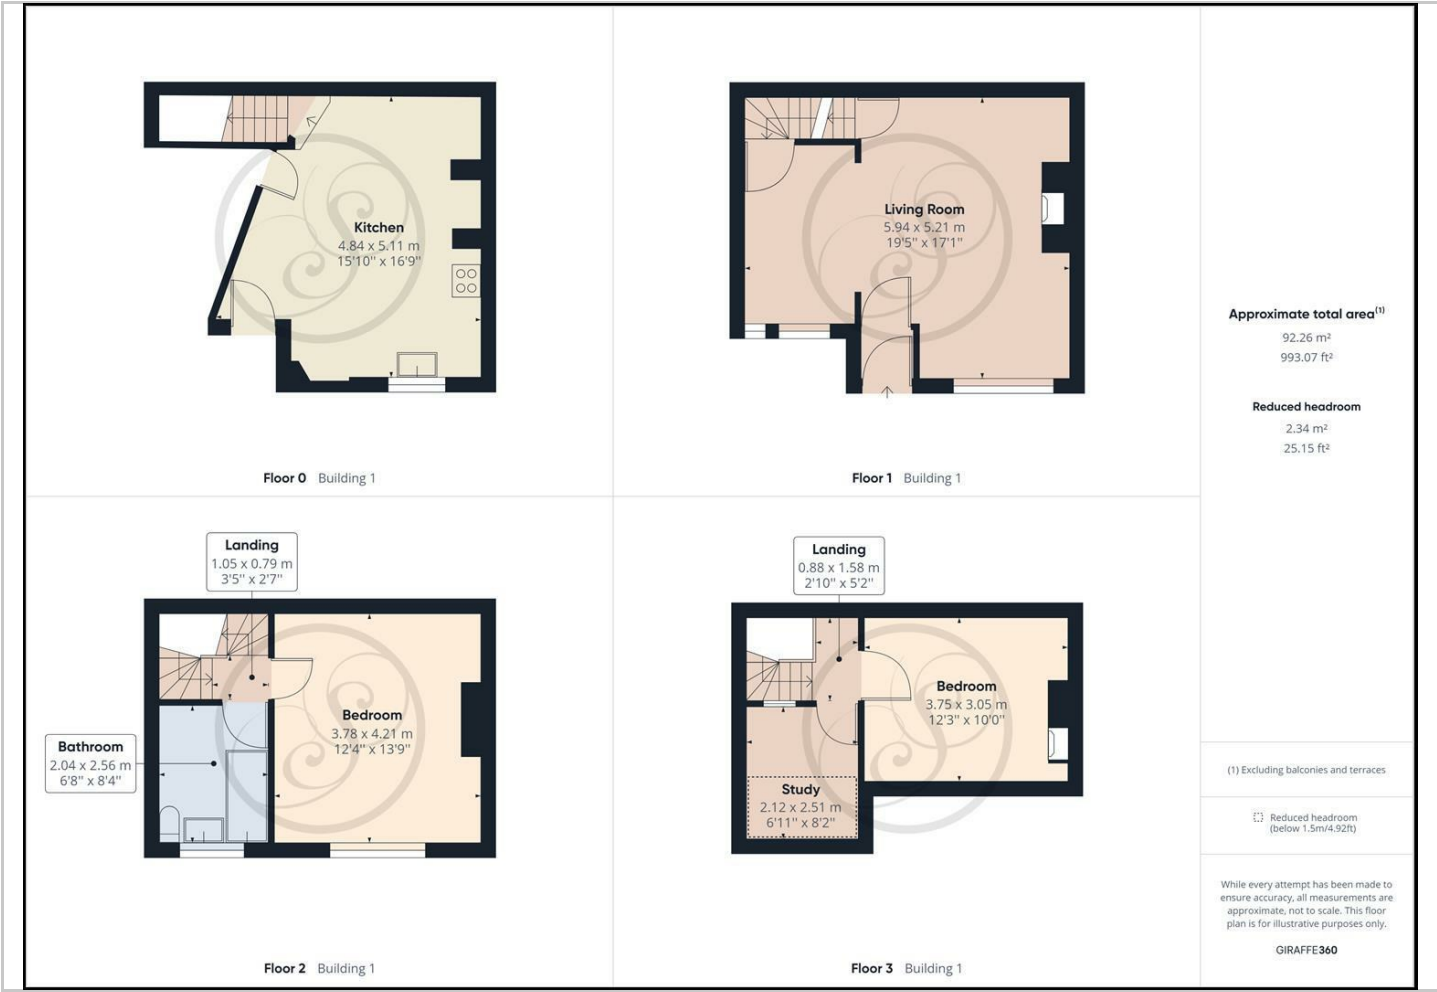 Kitchen
4.84 x 5.11 m
15'10" x 16'9"
Floor 0 Building 1
Living Room
5.94 x 5.21 m
19'5" x 17'1"
Floor 1 Building 1
Landing
1.05 x 0.79 m
3'5" x 2'7"
Bedroom
3.78 x 4.21 m
12'4" x 13'9"
Bathroom
2.04 x 2.56 m
6'8" x 8'4"
Floor 2 Building 1
Landing
0.88 x 1.58 m
2'10" x 5'2"
Bedroom
3.75 x 3.05 m
12'3" x 10'0"
Study
2.12 x 2.51 m
6'11" x 8'2"
Floor 3 Building 1
Approximate total area(1)
92.26 m²
993.07 ft²
Reduced headroom
2.34 m²
25.15 ft²
(1) Excluding balconies and terraces
Reduced headroom
(below 1.5m/4.92ft)
While every attempt has been made to
ensure accuracy, all measurements are
approximate, not to scale. This floor
plan is for illustrative purposes only.
GIRAFFE360